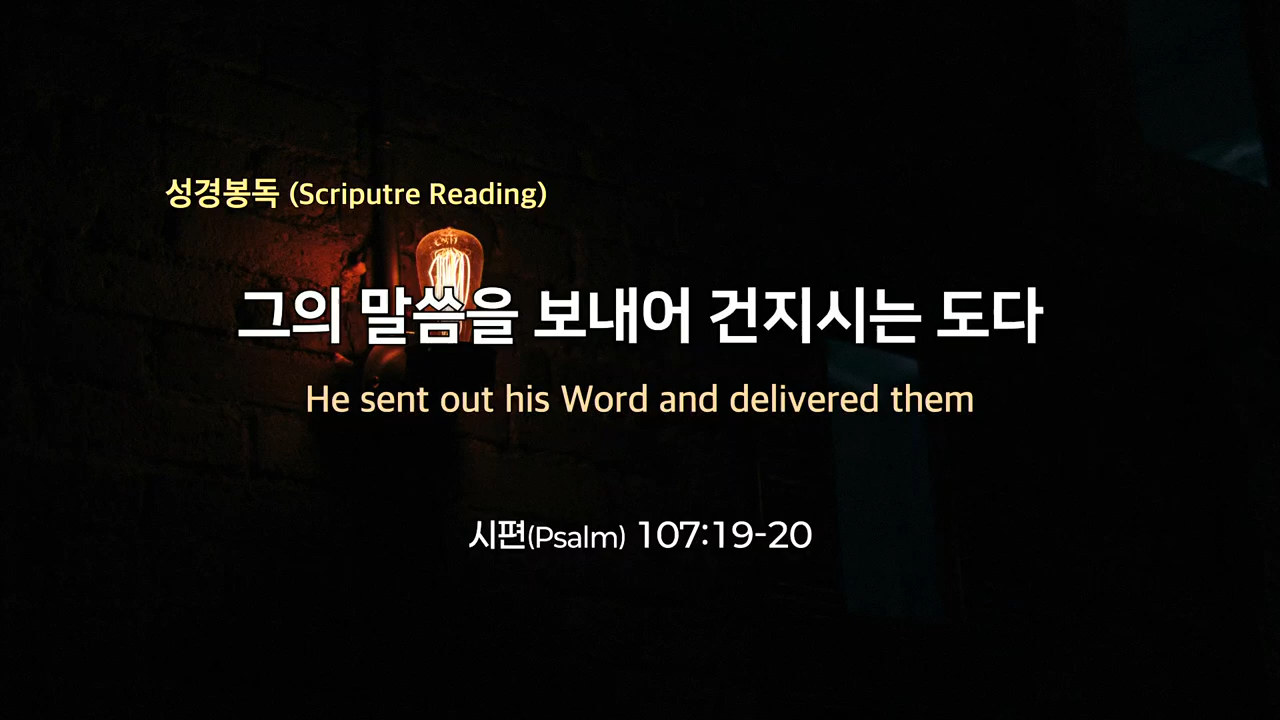 성경봉독 (Scriputre Reading)
그의 말씀을 보내어 건지시는 도다
He sent out his Word and delivered them
시편(Psalm) 107:19-20